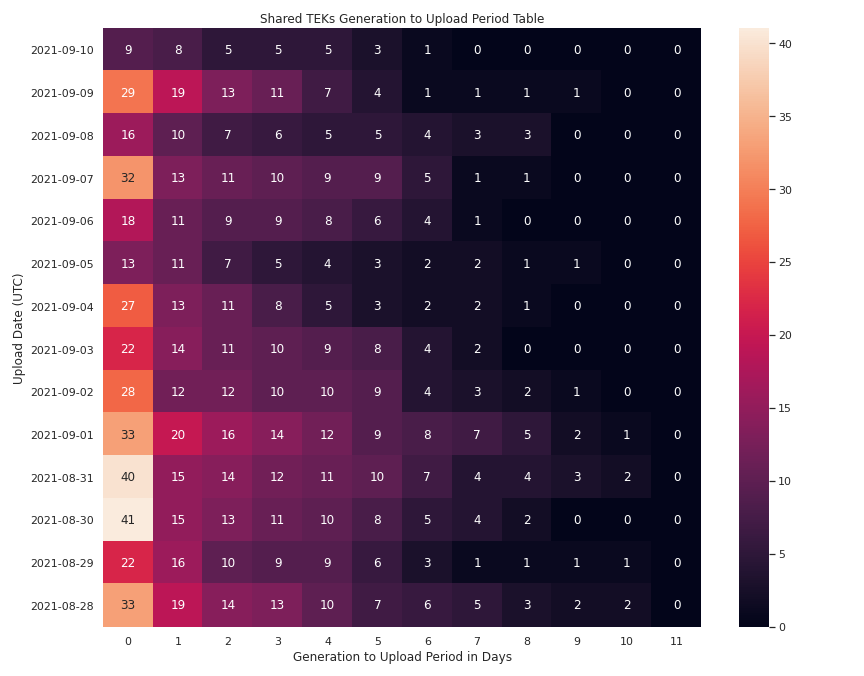 Shared TEKs Generation to Upload Period Table
Upload Date (UTC)
2021-09-10 9 8 5 5 5 3 1 0 0 0 0 0
2021-09-09 29 19 13 11 7 4 1 1 1 1 0 0
2021-09-08 16 10 7 6 5 5 4 3 3 0 0 0
2021-09-07 32 13 11 10 9 9 5 1 1 0 0 0
2021-09-06 18 11 9 9 8 6 4 1 0 0 0 0
2021-09-05 13 11 7 5 4 3 2 2 1 1 0 0
2021-09-04 27 13 11 8 5 3 2 2 1 0 0 0
2021-09-03 22 14 11 10 9 8 4 2 0 0 0 0
2021-09-02 28 12 12 10 10 9 4 3 2 1 0 0
2021-09-01 33 20 16 14 12 9 8 7 5 2 1 0
2021-08-31 40 15 14 12 11 10 7 4 4 3 2 0
2021-08-30 41 15 13 11 10 8 5 4 2 0 0 0
2021-08-29 22 16 10 9 9 6 3 1 1 1 1 0
2021-08-28 33 19 14 13 10 7 6 5 3 2 2 0
0 1 2 3 4 5 6 7 8 9 10 11
Generation to Upload Period in Days
40
35
30
25
20
15
10
5
0